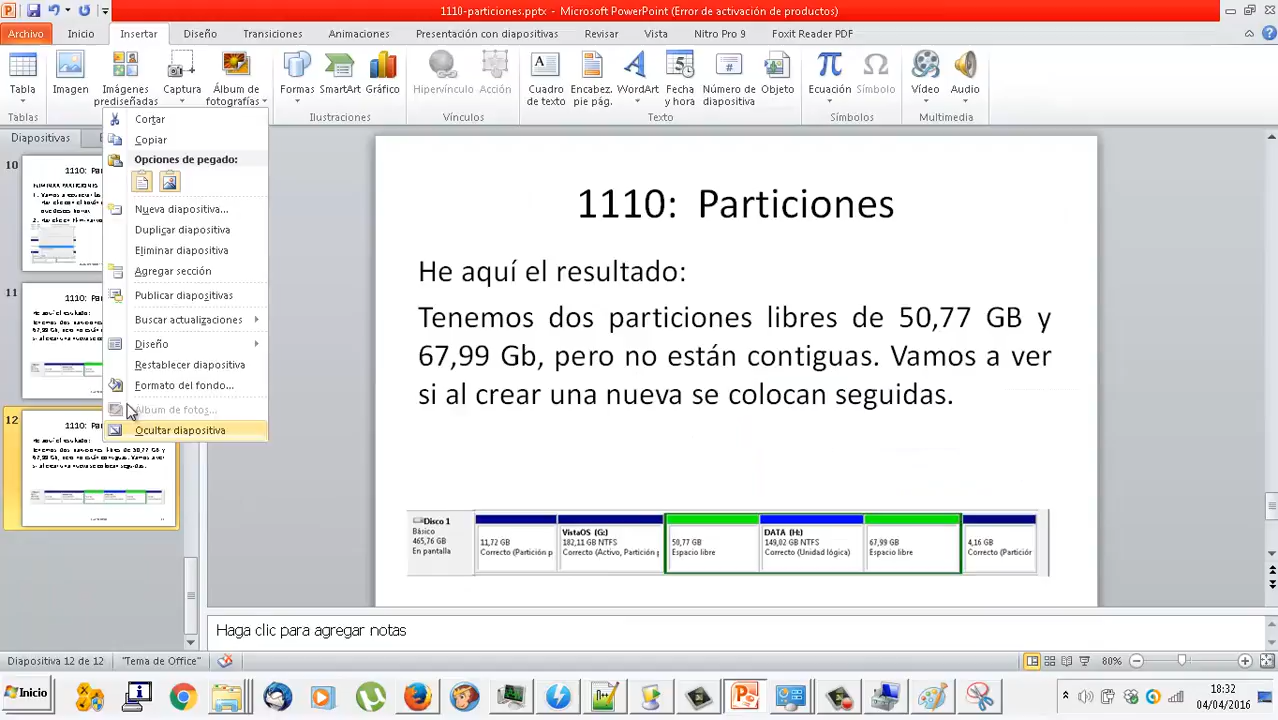 1110-particiones.pptx - Microsoft PowerPoint (Error de activación de productos)
Archivo Inicio Insertar Diseño Transiciones Animaciones Presentación con diapositivas Revisar Vista Nitro Pro 9 Foxit Reader PDF
Tabla Imagen Imágenes prediseñadas Captura Álbum de fotografías Formas SmartArt Gráfico Hipervínculo Acción Cuadro de texto Encabez. pie pág. WordArt Fecha y hora Número de diapositiva Objeto Ecuación Símbolo Vídeo Audio
Tablas Ilustraciones Vínculos Texto Símbolos Multimedia
Diapositivas
Cortar
Copiar
Opciones de pegado:
Nueva diapositiva...
Duplicar diapositiva
Eliminar diapositiva
Agregar sección
Publicar diapositivas
Buscar actualizaciones
Diseño
Restablecer diapositiva
Formato del fondo...
Álbum de fotos...
Ocultar diapositiva
10
11
12
1110: Particiones
He aquí el resultado:
Tenemos dos particiones libres de 50,77 GB y
67,99 Gb, pero no están contiguas. Vamos a ver
si al crear una nueva se colocan seguidas.
Disco 1
Básico
465,76 GB
En pantalla
11,72 GB
Correcto (Partición p
VistaOS (G:)
182,11 GB NTFS
Correcto (Activo, Partición p
50,77 GB
Espacio libre
DATA (H:)
149,02 GB NTFS
Correcto (Unidad lógica)
67,99 GB
Espacio libre
4,16 GB
Correcto (Particiór
Haga clic para agregar notas
Diapositiva 12 de 12 "Tema de Office" 80%
Inicio
18:32
04/04/2016